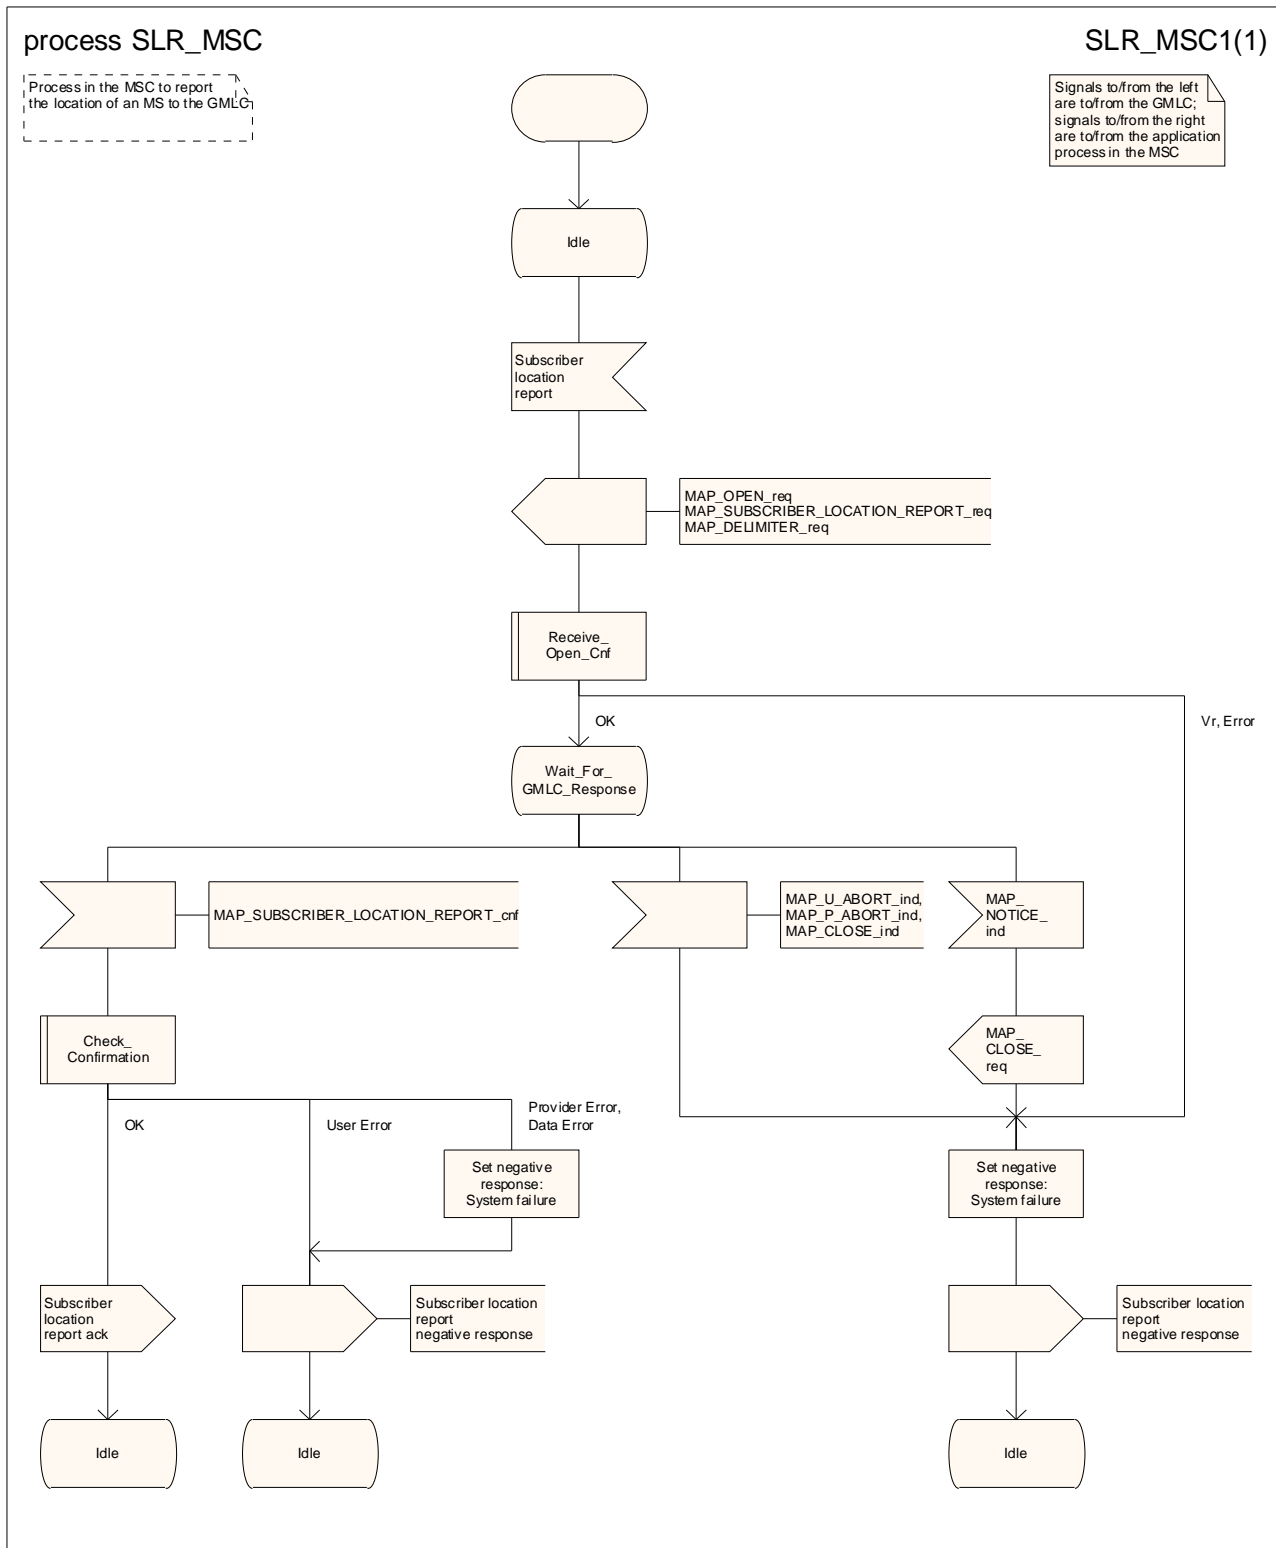 process SLR_MSC
SLR_MSC1(1)
Process in the MSC to report
the location of an MS to the GMLC
Signals to/from the left
are to/from the GMLC;
signals to/from the right
are to/from the application
process in the MSC
Idle
Subscriber
location
report
MAP_OPEN_req
MAP_SUBSCRIBER_LOCATION_REPORT_req
MAP_DELIMITER_req
Receive_
Open_Cnf
OK
Vr, Error
Wait_For_
GMLC_Response
MAP_SUBSCRIBER_LOCATION_REPORT_cnf
MAP_U_ABORT_ind,
MAP_P_ABORT_ind,
MAP_CLOSE_ind
MAP_
NOTICE_
ind
Check_
Confirmation
MAP_
CLOSE_
req
OK
User Error
Provider Error,
Data Error
Set negative
response:
System failure
Set negative
response:
System failure
Subscriber
location
report ack
Subscriber location
report
negative response
Subscriber location
report
negative response
Idle
Idle
Idle